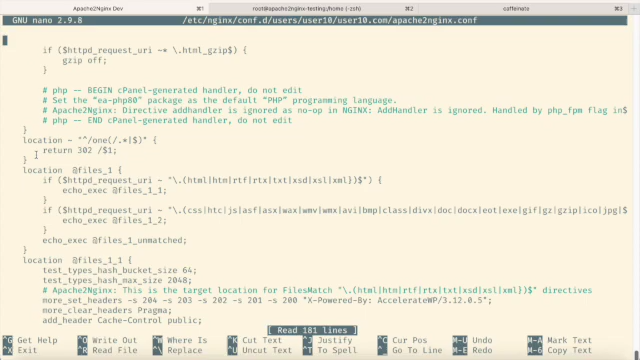 Apache2Nginx Dev
root@apache2nginx-testing:/home (-zsh)
⌘2
caffeinate
⌘3
GNU nano 2.9.8 /etc/nginx/conf.d/users/user10/user10.com/apache2nginx.conf
if ($httpd_request_uri ~* \.html_gzip$) {
gzip off;
}
# php -- BEGIN cPanel-generated handler, do not edit
# Set the "ea-php80" package as the default "PHP" programming language.
# Apache2Nginx: Directive addhandler is ignored as no-op in NGINX: AddHandler is ignored. Handled by php_fpm flag in$
# php -- END cPanel-generated handler, do not edit
}
location ~ "^/one(/.*|$)" {
return 302 /$1;
}
location @files_1 {
if ($httpd_request_uri ~ "\.(html|htm|rtf|rtx|txt|xsd|xsl|xml})$") {
echo_exec @files_1_1;
}
if ($httpd_request_uri ~ "\.(css|htc|js|asf|asx|wax|wmv|wmx|avi|bmp|class|divx|doc|docx|eot|exe|gif|gz|gzip|ico|jpg|$
echo_exec @files_1_2;
}
echo_exec @files_1_unmatched;
}
location @files_1_1 {
test_types_hash_bucket_size 64;
test_types_hash_max_size 2048;
# Apache2Nginx: This is the target location for FilesMatch "\.(html|htm|rtf|rtx|txt|xsd|xsl|xml})$" directives
more_set_headers -s 204 -s 203 -s 202 -s 201 -s 200 "X-Powered-By: AccelerateWP/3.12.0.5";
more_clear_headers Pragma;
add_header Cache-Control public;
[ Read 181 lines ]
^G Get Help ^O Write Out ^W Where Is ^K Cut Text ^J Justify ^C Cur Pos M-U Undo M-A Mark Text
^X Exit ^R Read File ^\ Replace ^U Uncut Text ^T To Spell ^_ Go To Line M-E Redo M-6 Copy Text